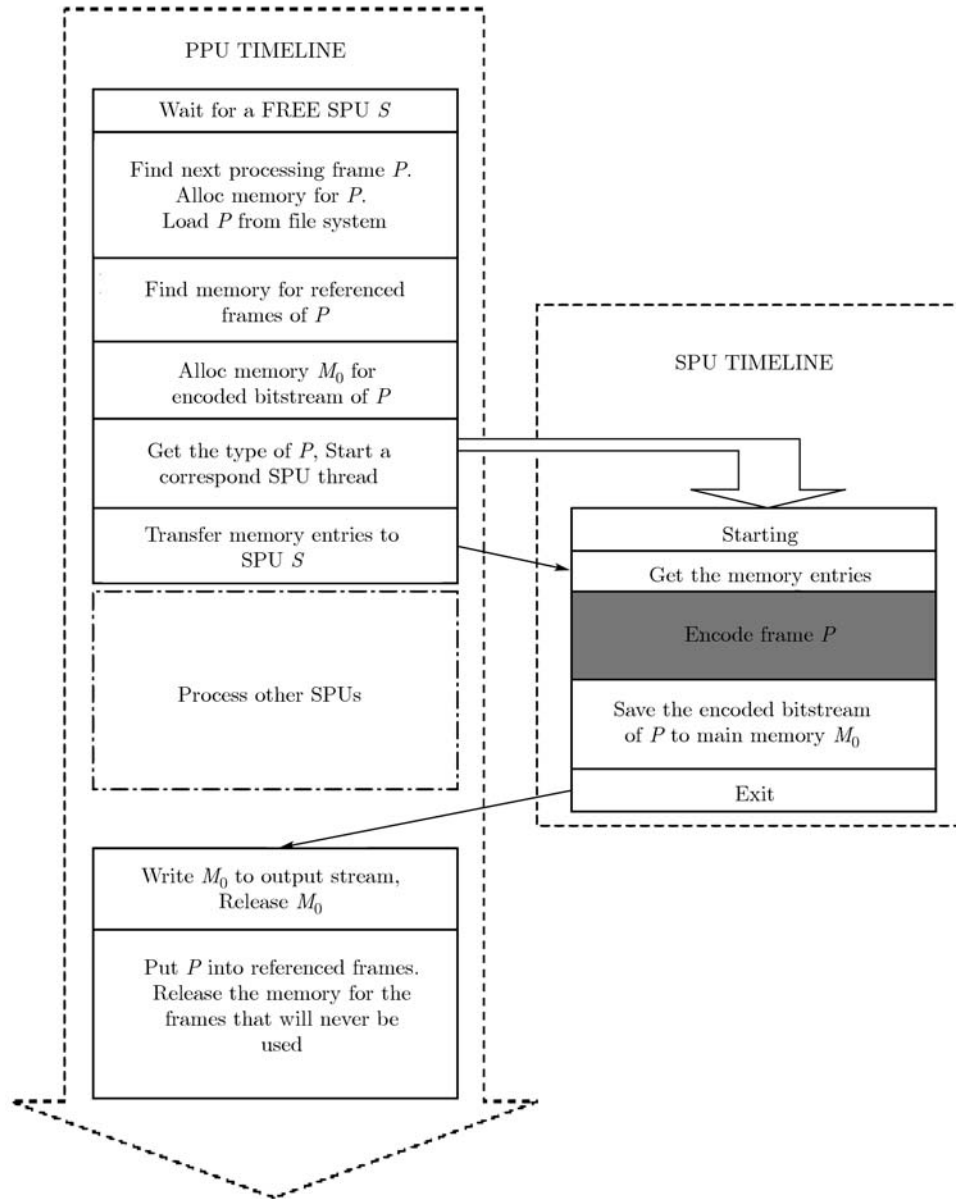 PPU TIMELINE
Wait for a FREE SPU S
Find next processing frame P.
Alloc memory for P.
Load P from file system
Find memory for referenced
frames of P
Alloc memory M₀ for
encoded bitstream of P
Get the type of P, Start a
correspond SPU thread
Transfer memory entries to
SPU S
Process other SPUs
Write M₀ to output stream,
Release M₀
Put P into referenced frames.
Release the memory for the
frames that will never be
used
SPU TIMELINE
Starting
Get the memory entries
Encode frame P
Save the encoded bitstream
of P to main memory M₀
Exit